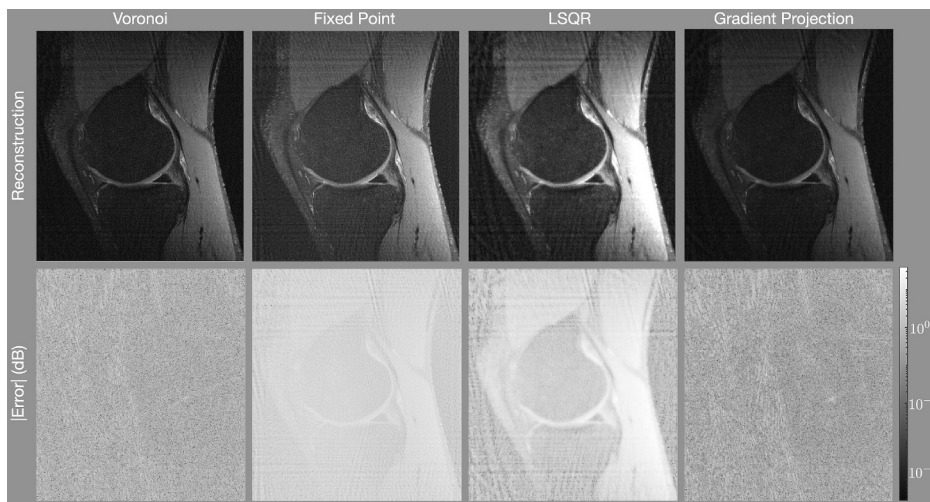 Voronoi Fixed Point LSQR Gradient Projection
Reconstruction
|Error| (dB)
10⁰
10⁻
10⁻